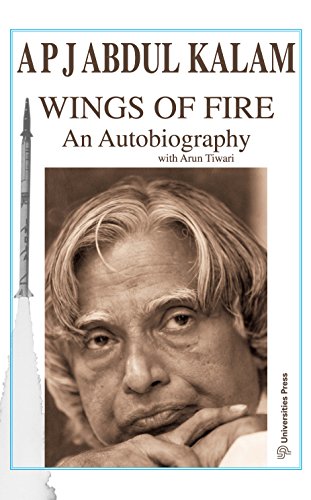 A P J ABDUL KALAM
WINGS OF FIRE
An Autobiography
with Arun Tiwari
Universities Press